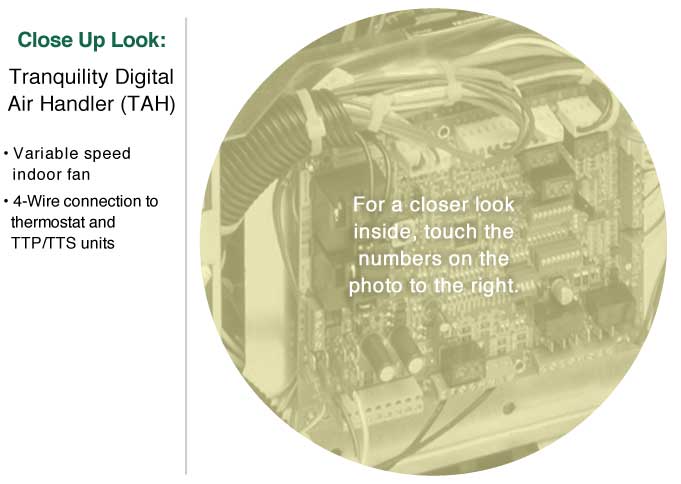 Close Up Look:
Tranquility Digital
Air Handler (TAH)
• Variable speed
indoor fan
• 4-Wire connection to
thermostat and
TTP/TTS units
For a closer look
inside, touch the
numbers on the
photo to the right.